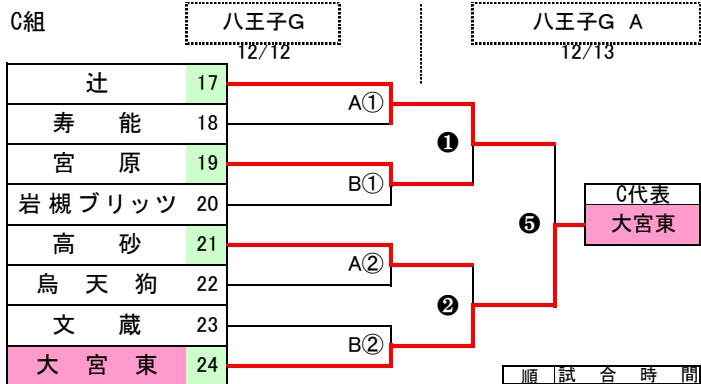 C組 八王子G 八王子G A
12/12 12/13
辻 17
A①
寿 能 18
❶
宮 原 19
B①
岩槻ブリッツ 20
C代表
❺ 大宮東
高 砂 21
A②
烏 天 狗 22
❷
文 蔵 23
B②
大 宮 東 24
順 試 合 時 間